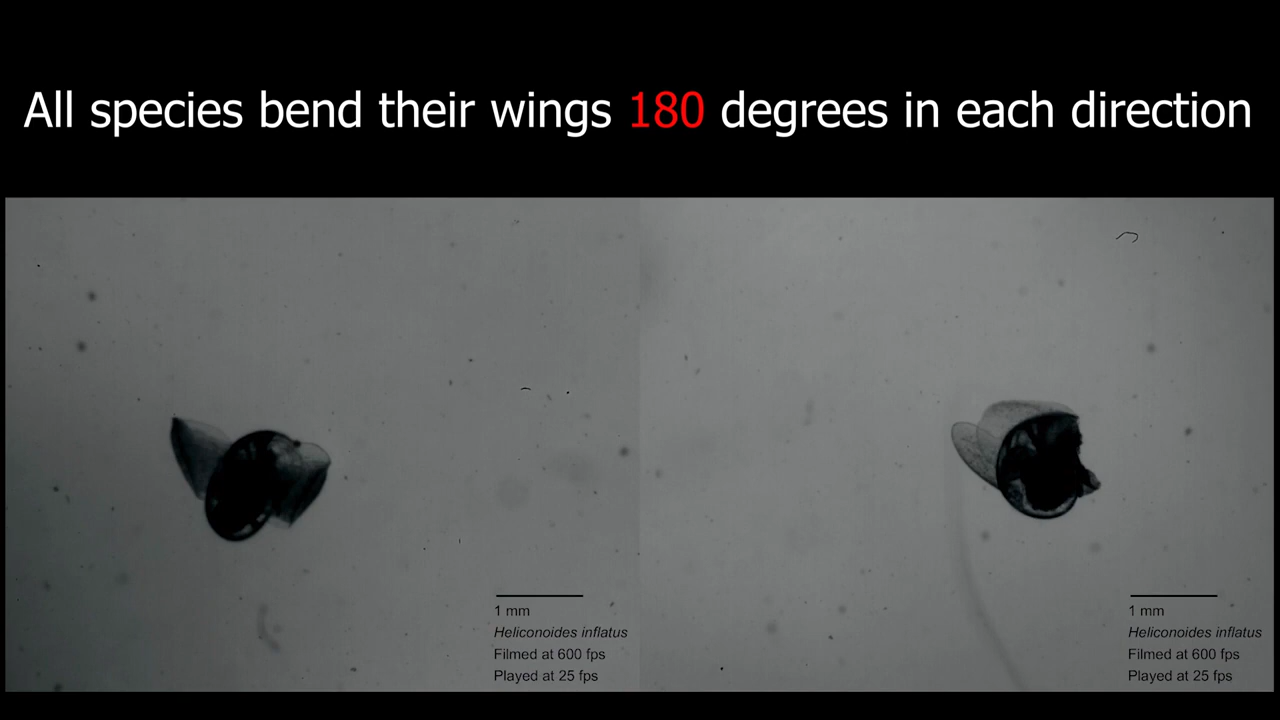 All species bend their wings 180 degrees in each direction
1 mm
Heliconoides inflatus
Filmed at 600 fps
Played at 25 fps
1 mm
Heliconoides inflatus
Filmed at 600 fps
Played at 25 fps